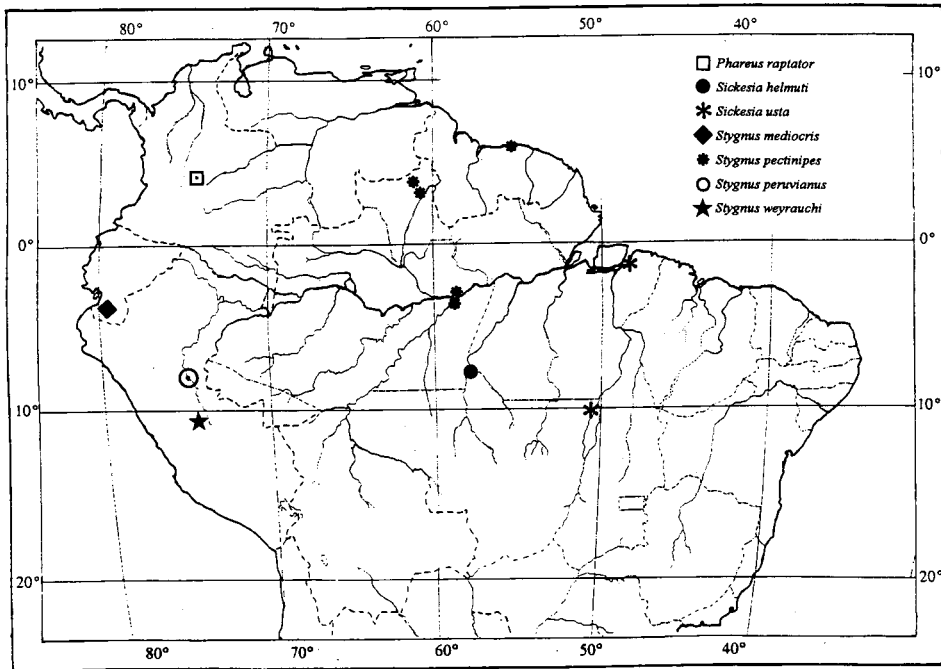 80° 70° 60° 50° 40°
Phareus raptator
10° 10°
Sickesia helmuti
Sickesia usta
Stygnus mediocris
Stygnus pectinipes
Stygnus peruvianus
Stygnus weyrauchi
0° 0°
10° 10°
20° 20°
80° 70° 60° 50° 40°